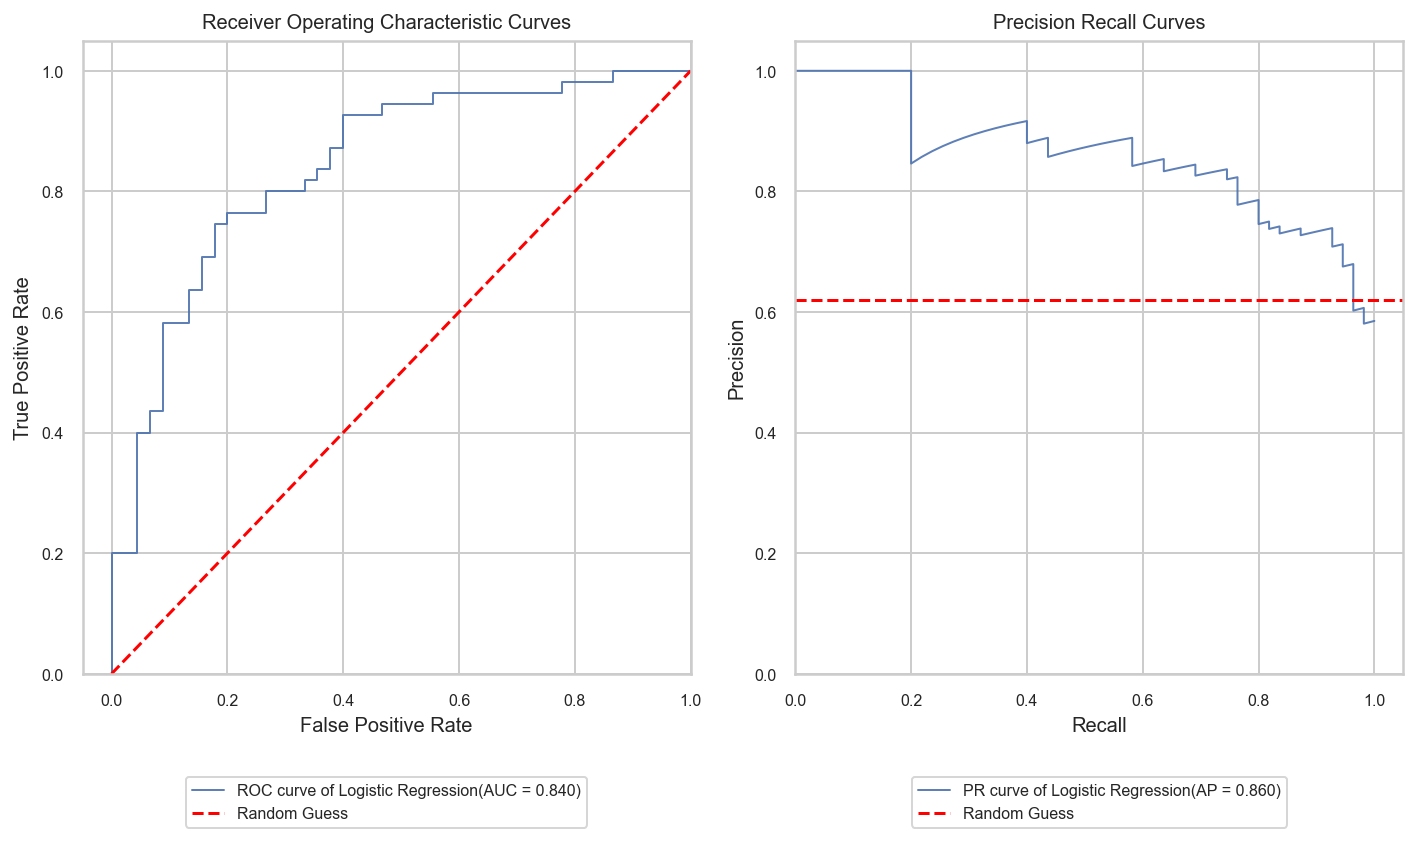 Receiver Operating Characteristic Curves
1.0
0.8
0.6
0.4
0.2
0.0
True Positive Rate
0.0 0.2 0.4 0.6 0.8 1.0
False Positive Rate
ROC curve of Logistic Regression(AUC = 0.840)
Random Guess
Precision Recall Curves
1.0
0.8
0.6
0.4
0.2
0.0
Precision
0.0 0.2 0.4 0.6 0.8 1.0
Recall
PR curve of Logistic Regression(AP = 0.860)
Random Guess